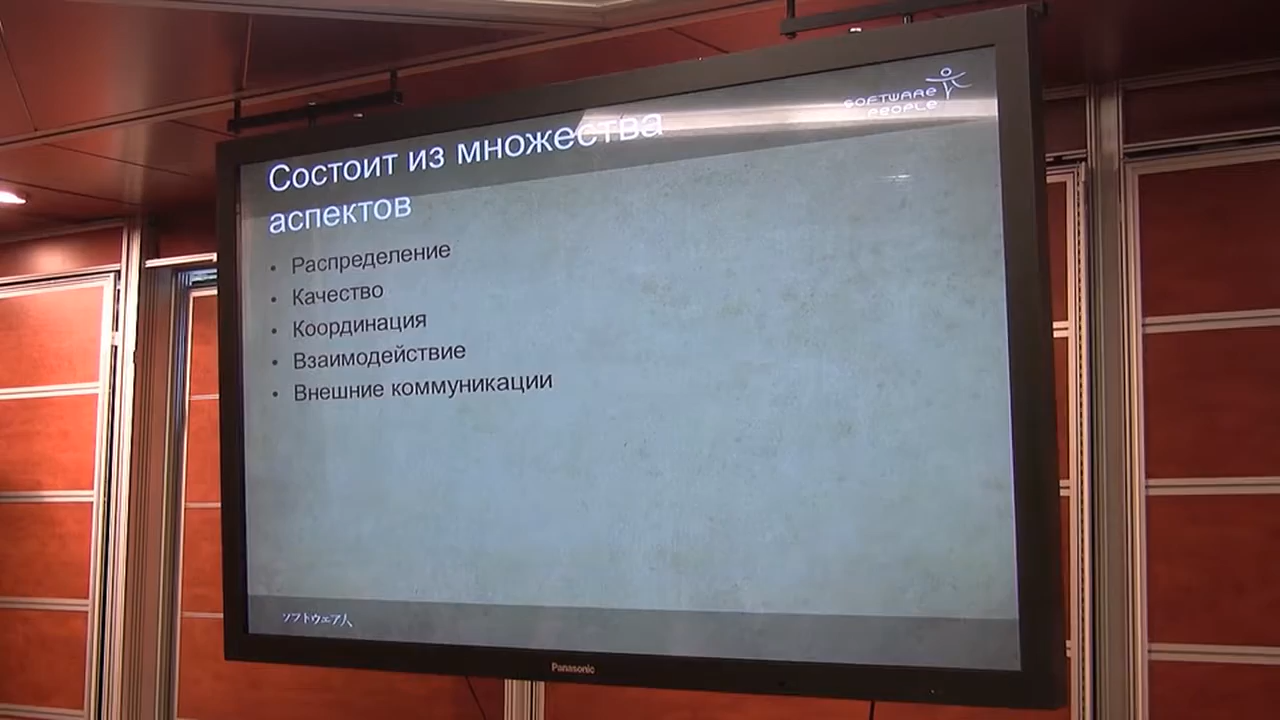 SOFTWARE
PEOPLE
Состоит из множества
аспектов
• Распределение
• Качество
• Координация
• Взаимодействие
• Внешние коммуникации
ソフトウェア人
Panasonic